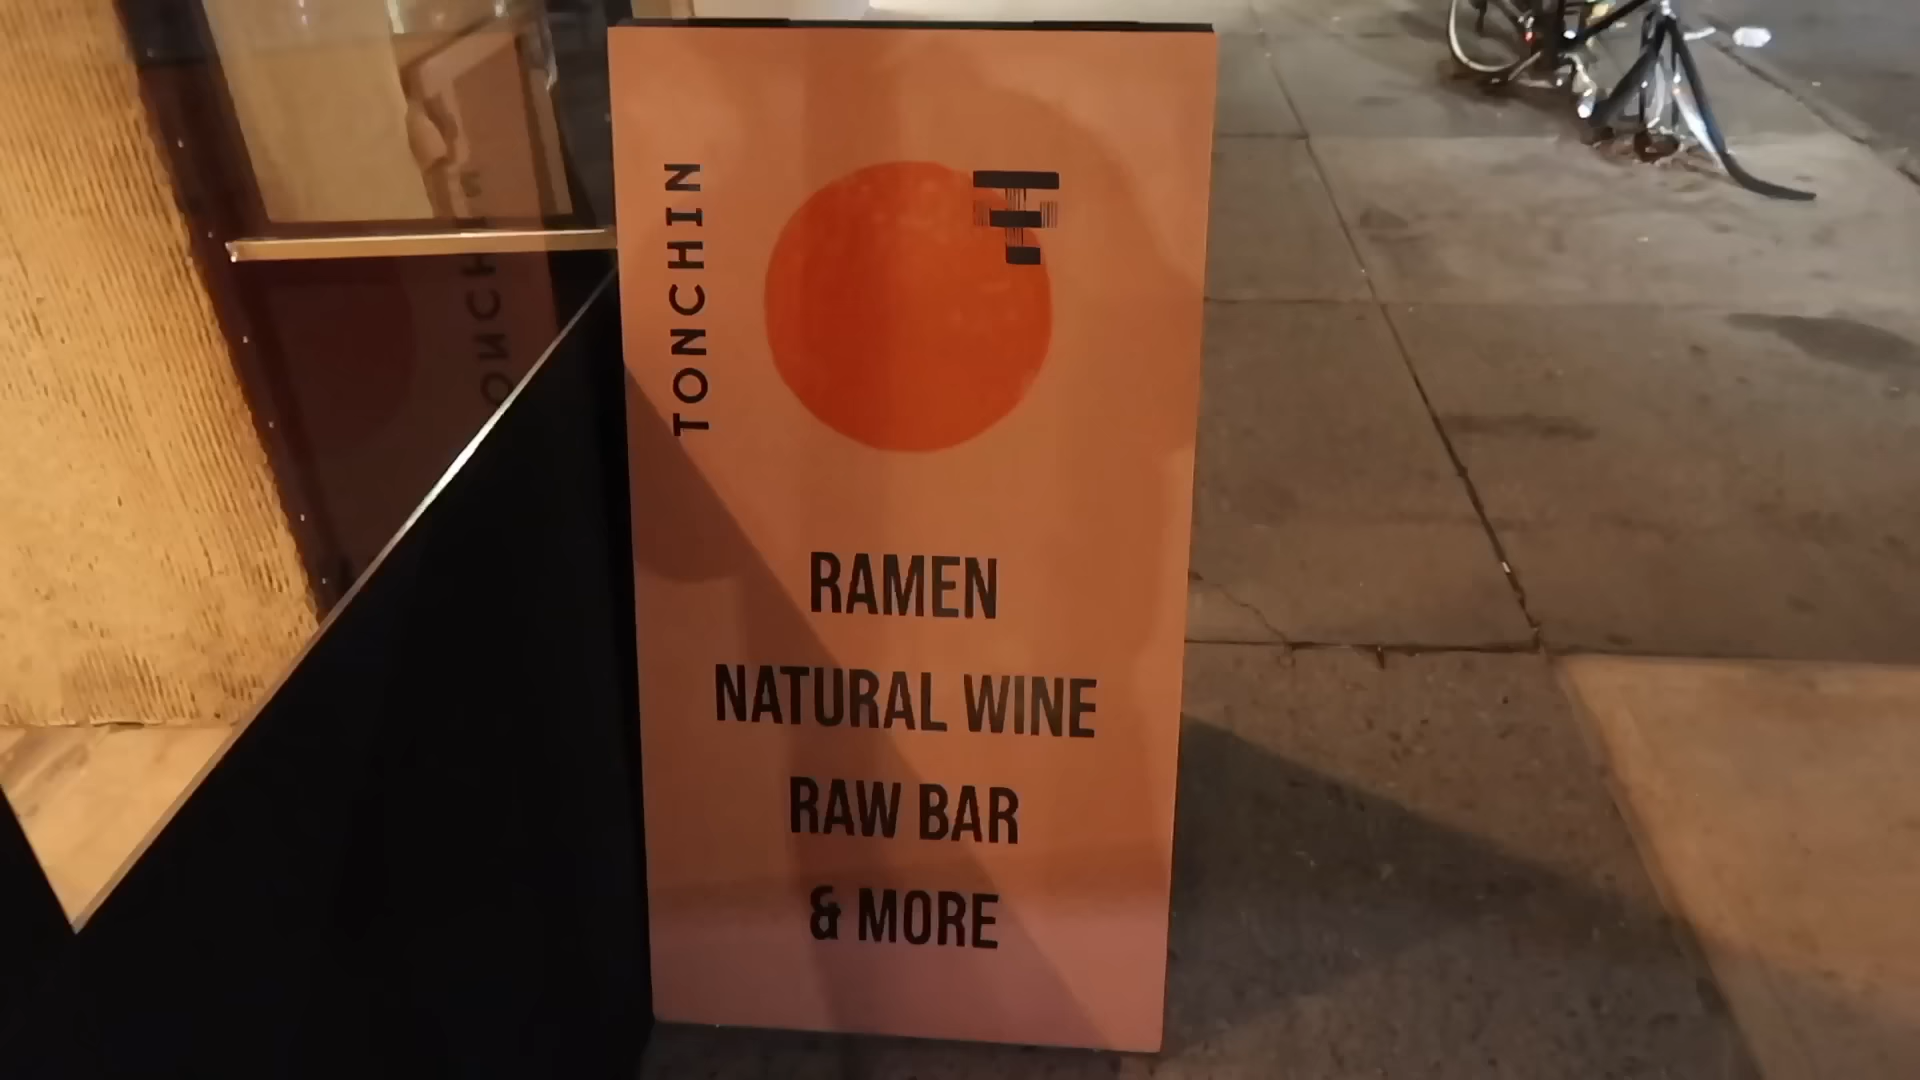 TONCHIN
RAMEN
NATURAL WINE
RAW BAR
& MORE